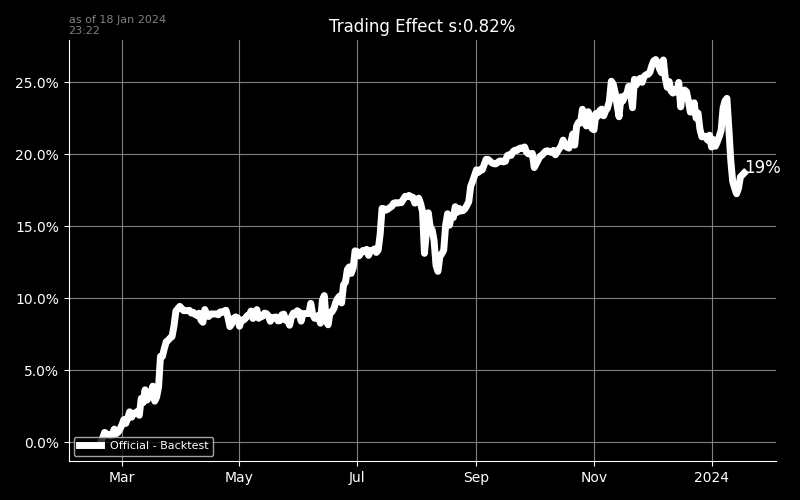 as of 18 Jan 2024
23:22
Trading Effect s:0.82%
25.0%
20.0%
15.0%
10.0%
5.0%
0.0%
19%
Official - Backtest
Mar May Jul Sep Nov 2024